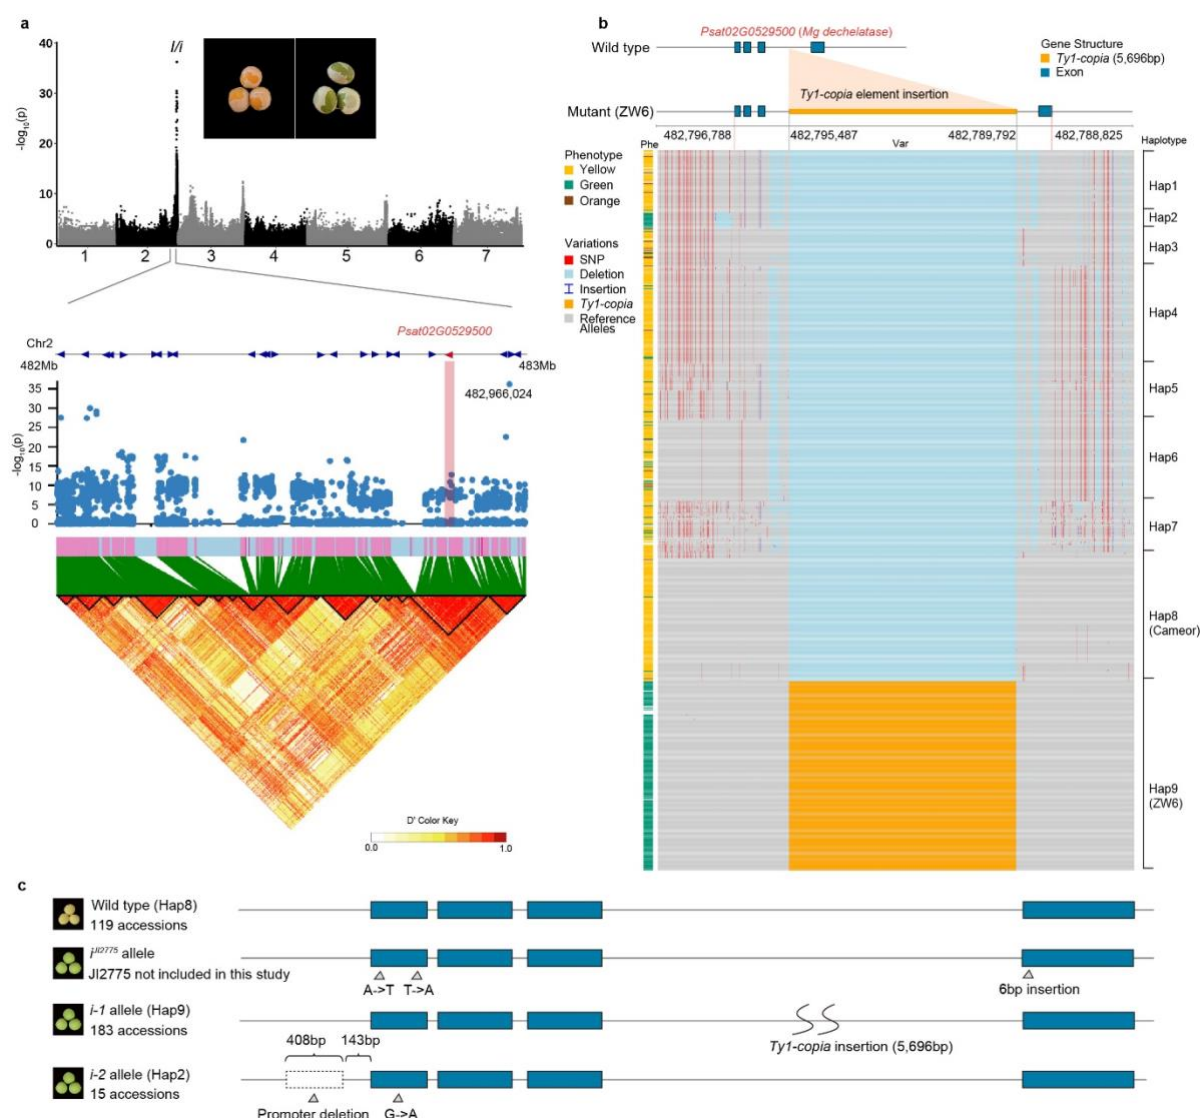 a
I/i
40
30
20
10
0
-log10(p)
1 2 3 4 5 6 7
Psat02G0529500
Chr2
482Mb
483Mb
482,966,024
35
30
25
20
15
10
5
0
-log10(p)
D' Color Key
0.0 1.0
b
Psat02G0529500 (Mg dechelatase)
Wild type
Gene Structure
Ty1-copia (5,696bp)
Exon
Ty1-copia element insertion
Mutant (ZW6)
482,796,788 482,795,487 482,789,792 482,788,825
Phe
Var
Haplotype
Phenotype
Yellow
Green
Orange
Variations
SNP
Deletion
Insertion
Ty1-copia
Reference
Alleles
Hap1
Hap2
Hap3
Hap4
Hap5
Hap6
Hap7
Hap8
(Cameor)
Hap9
(ZW6)
c
Wild type (Hap8)
119 accessions
iJI2775 allele
JI2775 not included in this study
A->T T->A
6bp insertion
i-1 allele (Hap9)
183 accessions
Ty1-copia insertion (5,696bp)
408bp 143bp
i-2 allele (Hap2)
15 accessions
Promoter deletion G->A